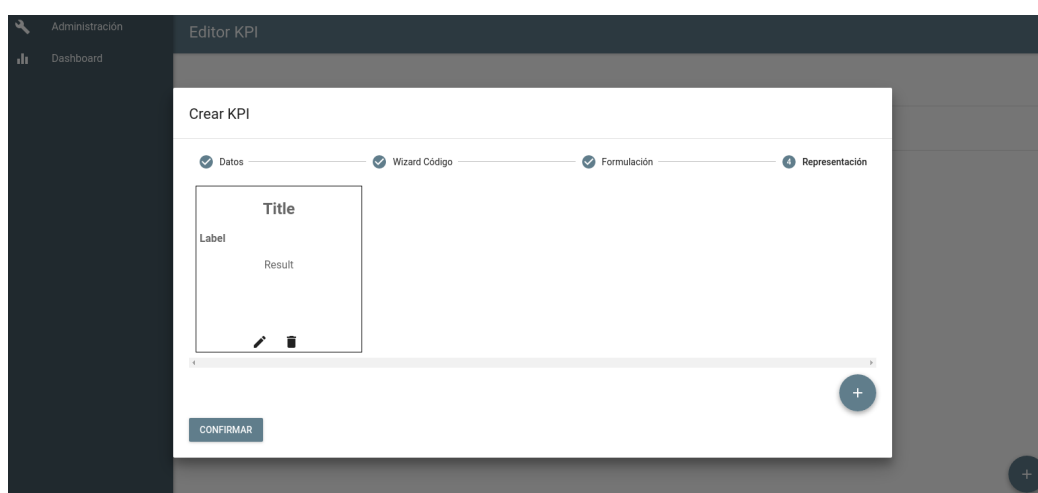 Administración
Editor KPI
Dashboard
Crear KPI
Datos
Wizard Código
Formulación
4 Representación
Title
Label
Result
+
CONFIRMAR
+